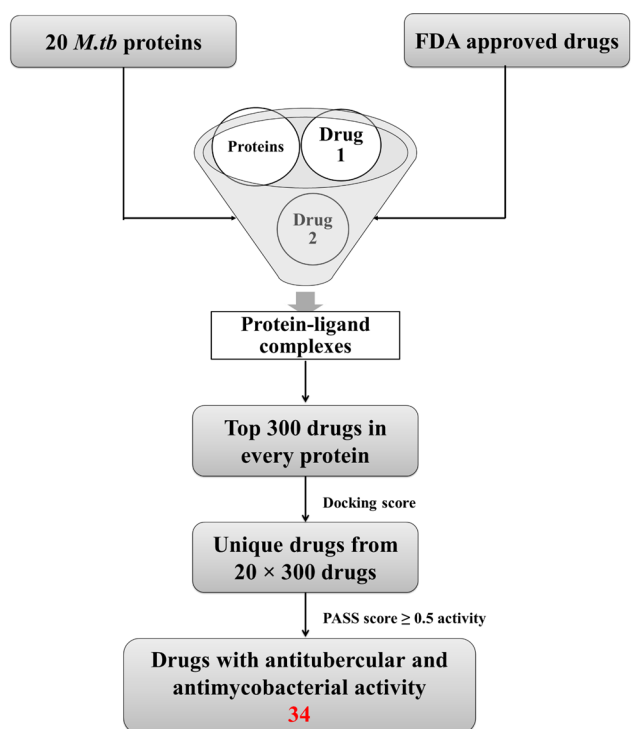 20 M.tb proteins
FDA approved drugs
Proteins
Drug
1
Drug
2
Protein-ligand
complexes
Top 300 drugs in
every protein
Docking score
Unique drugs from
20 × 300 drugs
PASS score ≥ 0.5 activity
Drugs with antitubercular and
antimycobacterial activity
34